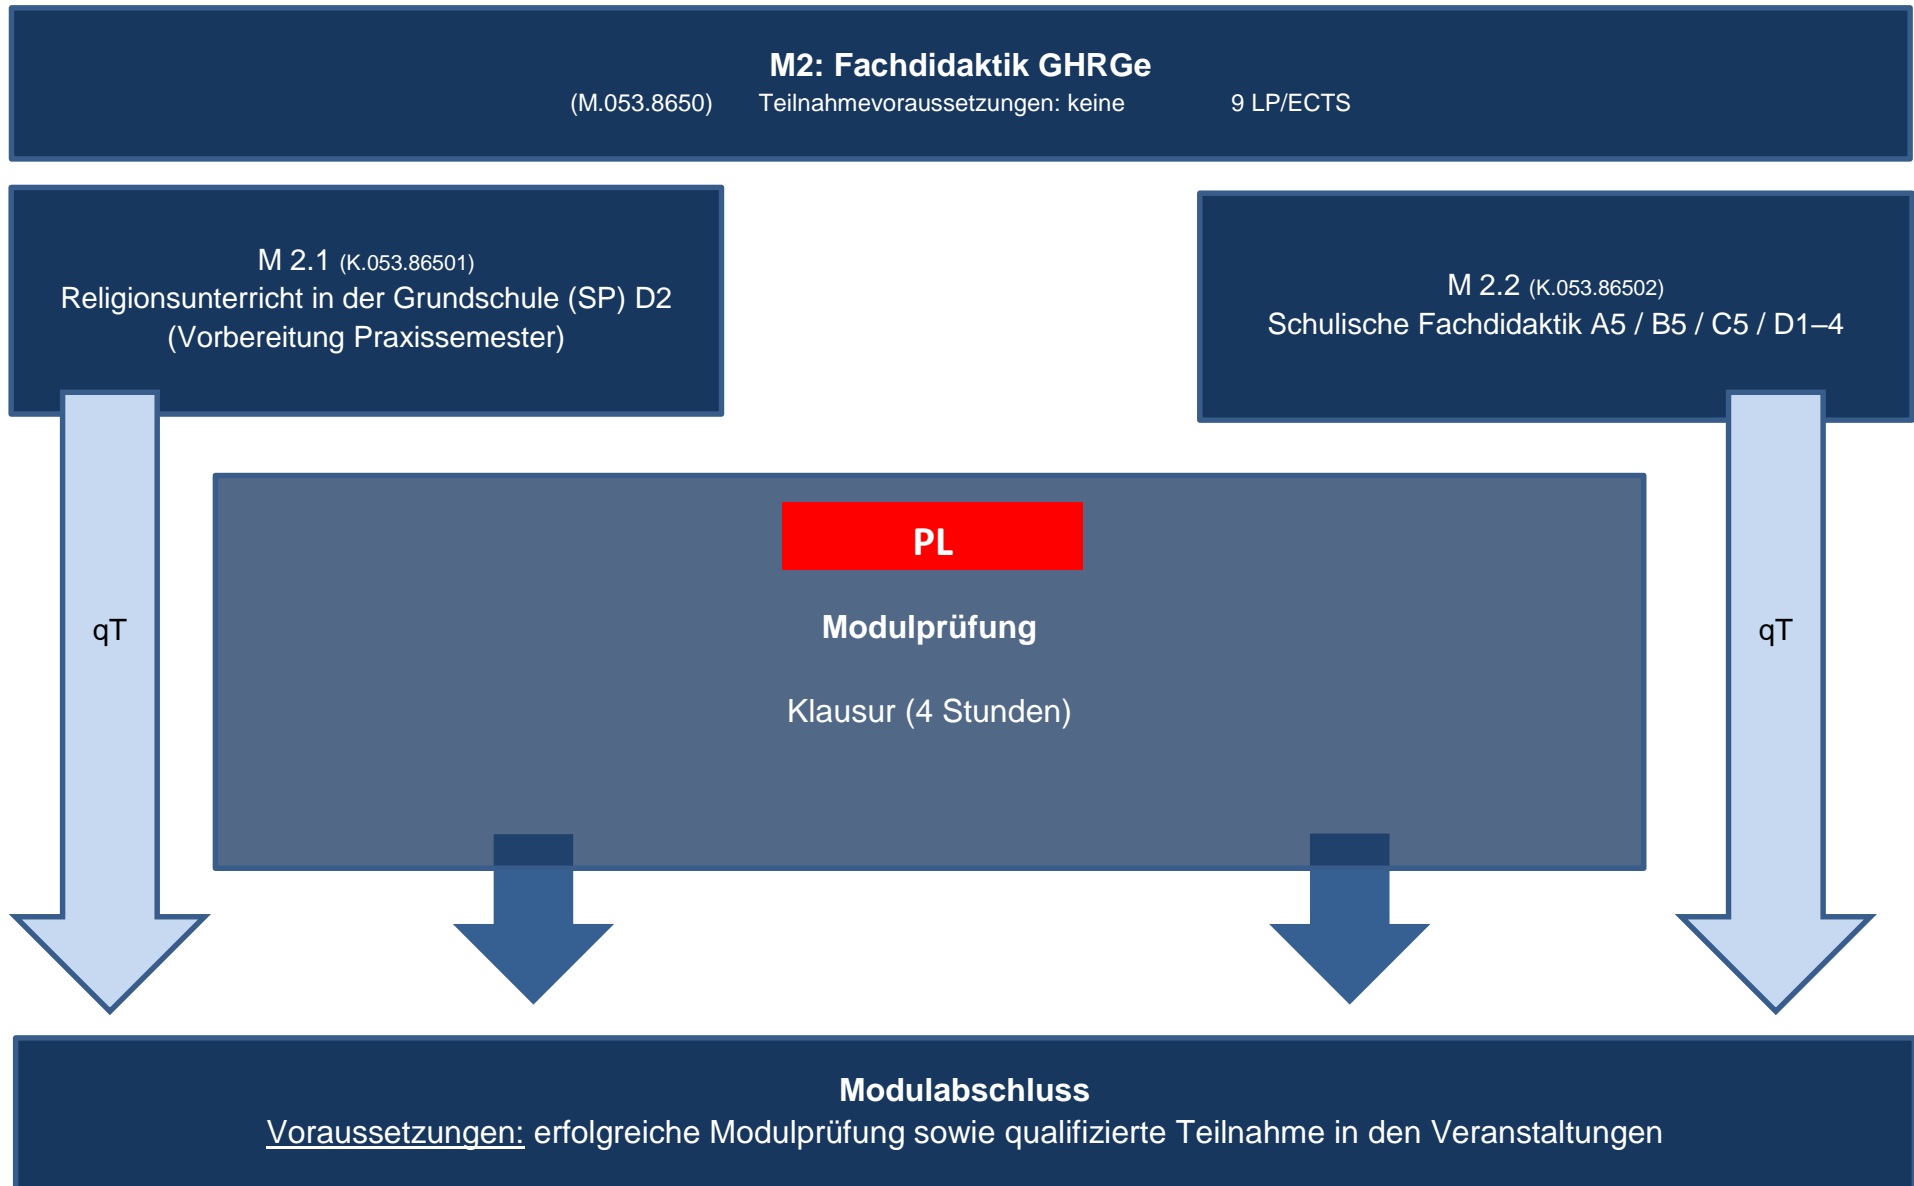 M2: Fachdidaktik GHRGe
(M.053.8650) Teilnahmevoraussetzungen: keine 9 LP/ECTS
M 2.1 (K.053.86501)
Religionsunterricht in der Grundschule (SP) D2
(Vorbereitung Praxissemester)
M 2.2 (K.053.86502)
Schulische Fachdidaktik A5 / B5 / C5 / D1–4
PL
Modulprüfung
Klausur (4 Stunden)
qT
qT
Modulabschluss
Voraussetzungen: erfolgreiche Modulprüfung sowie qualifizierte Teilnahme in den Veranstaltungen